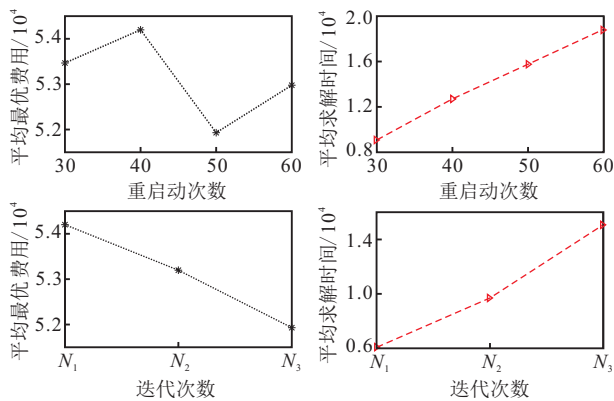 平均最优费用/10⁴
5.4
5.3
5.2
30 40 50 60
重启动次数
平均求解时间/10⁴
2.0
1.6
1.2
0.8
30 40 50 60
重启动次数
平均最优费用/10⁴
5.4
5.3
5.2
N₁ N₂ N₃
迭代次数
平均求解时间/10⁴
1.4
1.0
0.6
N₁ N₂ N₃
迭代次数